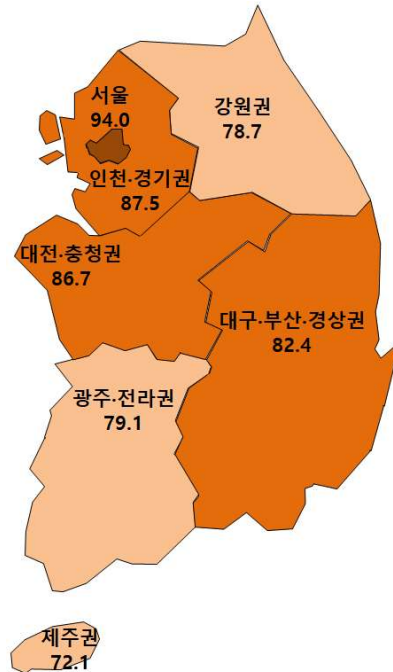 서울
94.0
강원권
78.7
인천·경기권
87.5
대전·충청권
86.7
대구·부산·경상권
82.4
광주·전라권
79.1
제주권
72.1